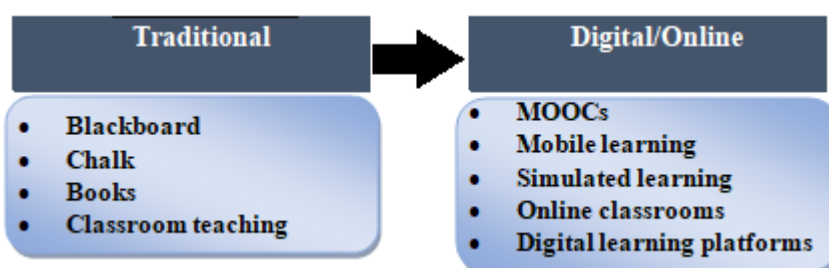 Traditional
• Blackboard
• Chalk
• Books
• Classroom teaching
Digital/Online
• MOOCs
• Mobile learning
• Simulated learning
• Online classrooms
• Digital learning platforms